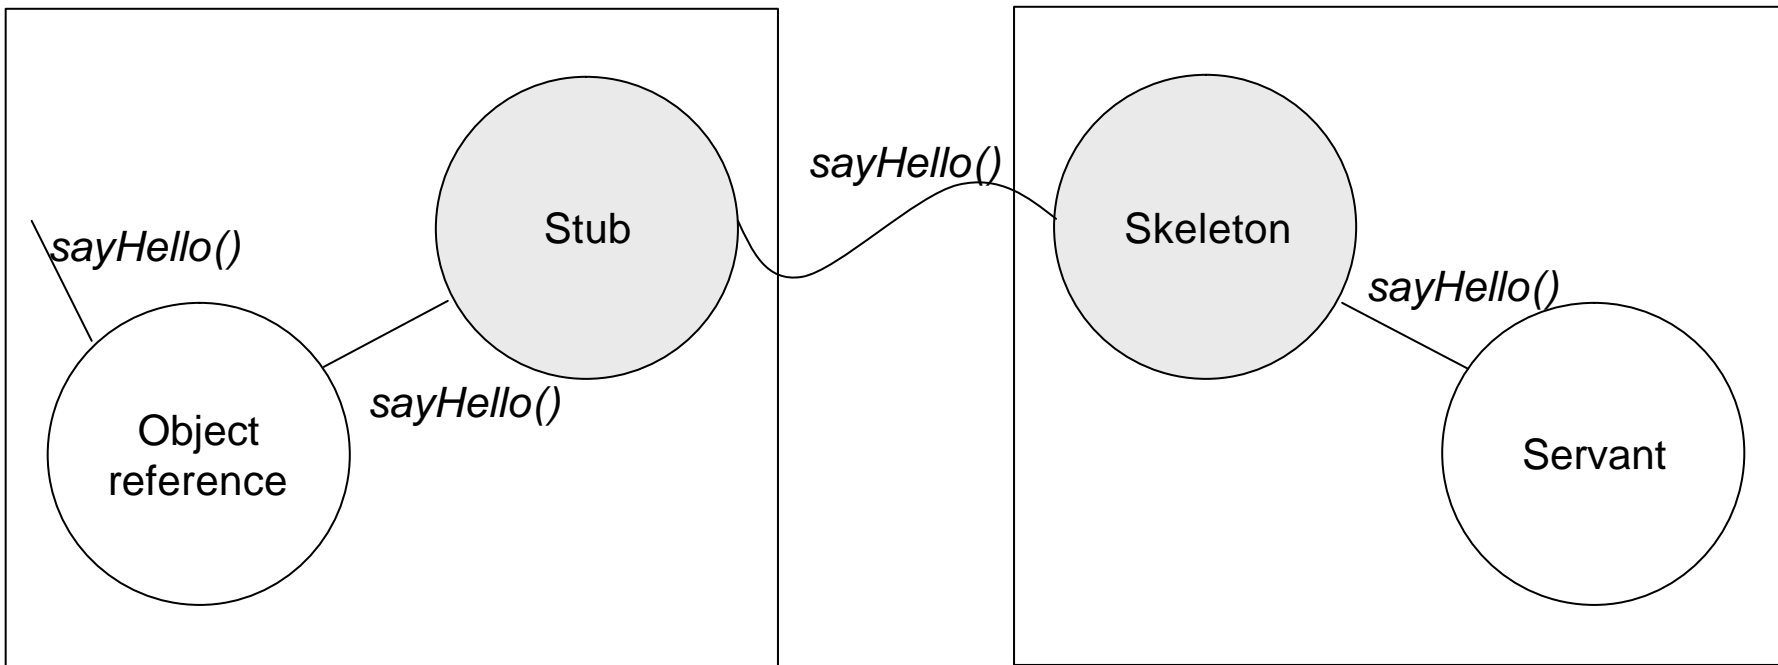 sayHello()
Object
reference
sayHello()
Stub
sayHello()
Skeleton
sayHello()
Servant